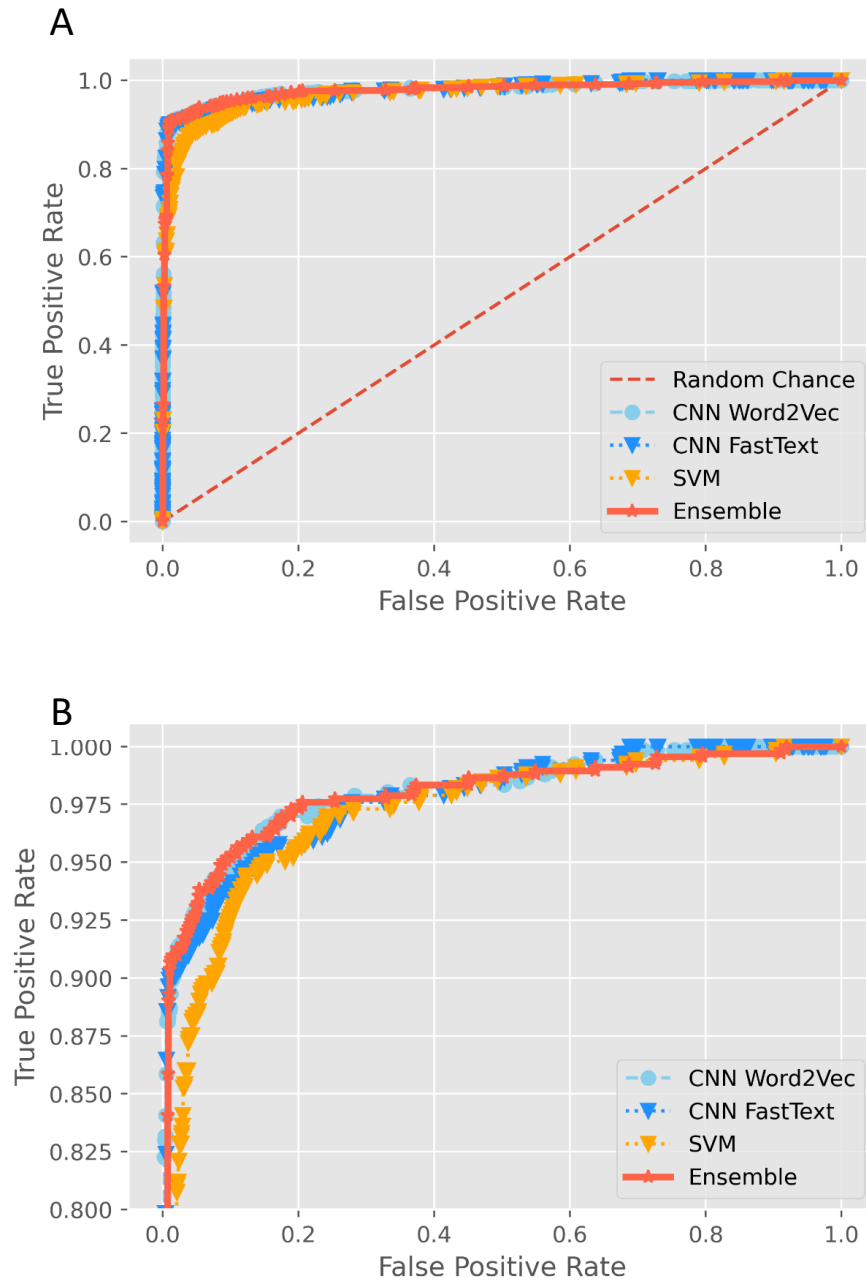 A
1.0
0.8
0.6
0.4
0.2
0.0
True Positive Rate
Random Chance
CNN Word2Vec
CNN FastText
SVM
Ensemble
0.0 0.2 0.4 0.6 0.8 1.0
False Positive Rate
B
1.000
0.975
0.950
0.925
0.900
0.875
0.850
0.825
0.800
True Positive Rate
CNN Word2Vec
CNN FastText
SVM
Ensemble
0.0 0.2 0.4 0.6 0.8 1.0
False Positive Rate